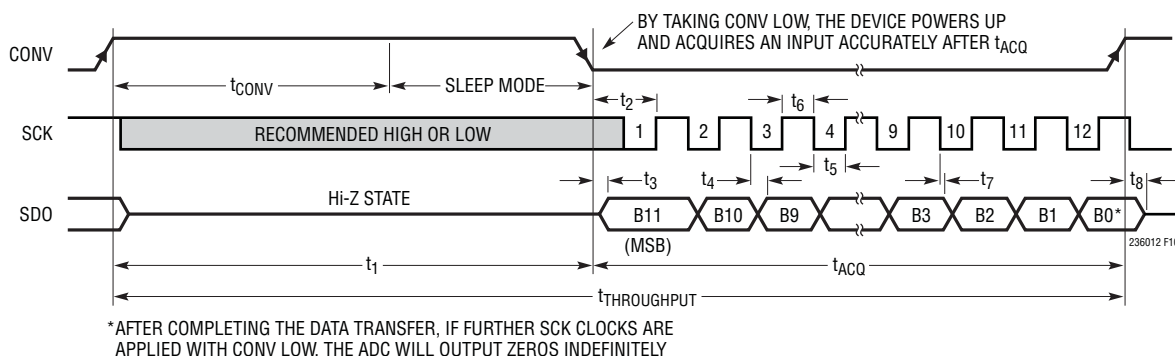 BY TAKING CONV LOW, THE DEVICE POWERS UP
AND ACQUIRES AN INPUT ACCURATELY AFTER tACQ
CONV
tCONV
SLEEP MODE
t2
t6
SCK
RECOMMENDED HIGH OR LOW
1 2 3 4 9 10 11 12
t3
t4
t5
t7
t8
SDO
Hi-Z STATE
B11 B10 B9 B3 B2 B1 B0*
(MSB)
236012 F10
t1
tACQ
tTHROUGHPUT
*AFTER COMPLETING THE DATA TRANSFER, IF FURTHER SCK CLOCKS ARE
APPLIED WITH CONV LOW, THE ADC WILL OUTPUT ZEROS INDEFINITELY